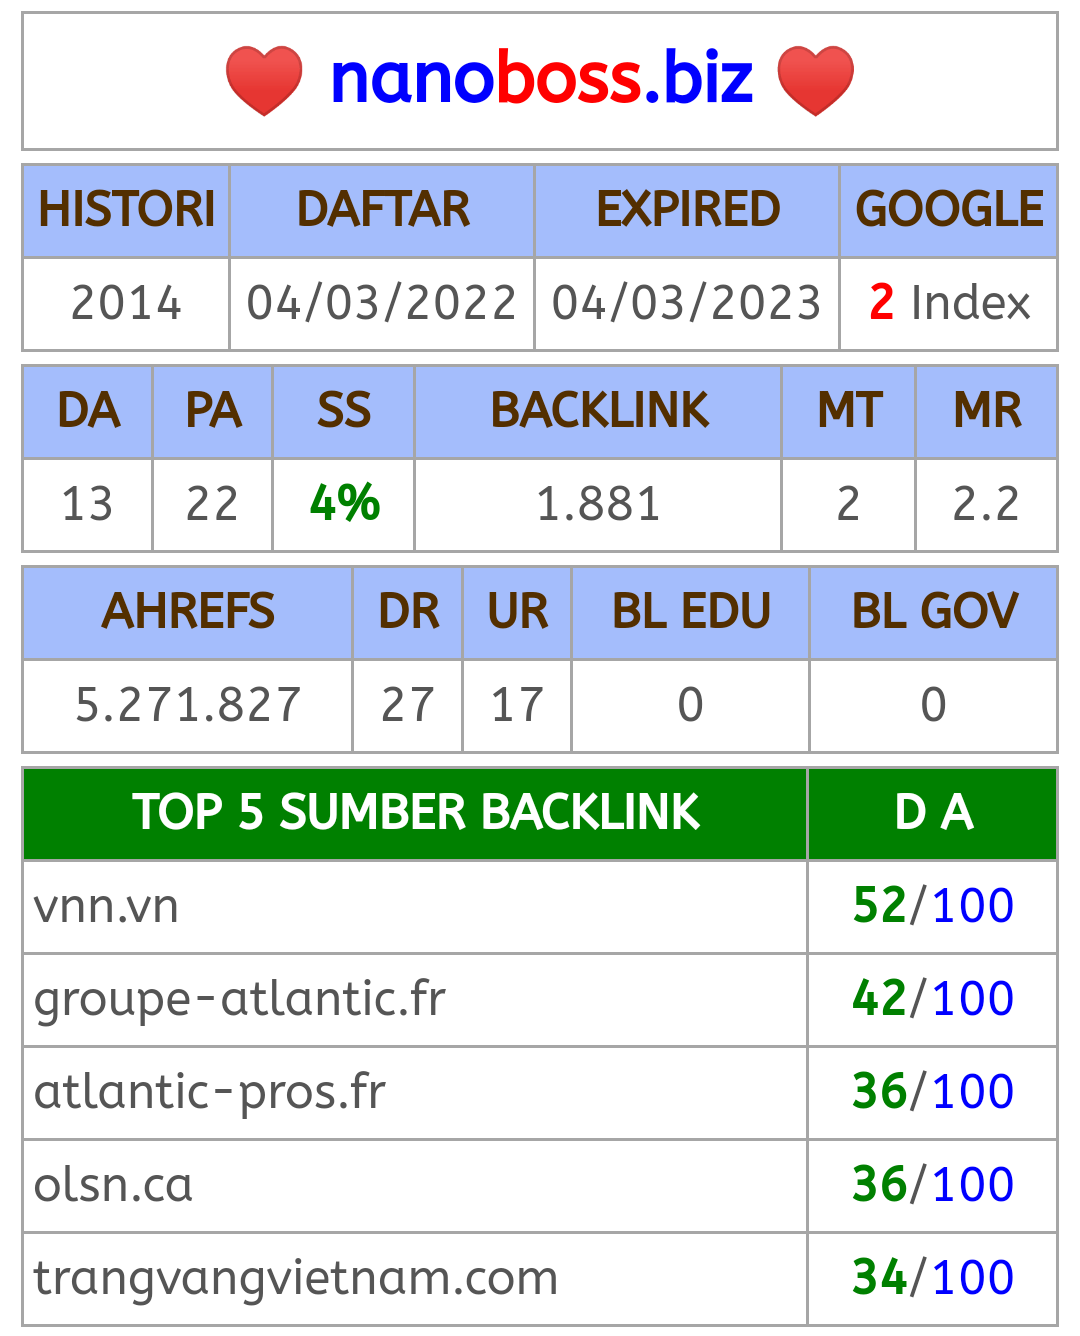 nanoboss.biz
HISTORI DAFTAR EXPIRED GOOGLE
2014 04/03/2022 04/03/2023 2 Index
DA PA SS BACKLINK MT MR
13 22 4% 1.881 2 2.2
AHREFS DR UR BL EDU BL GOV
5.271.827 27 17 0 0
TOP 5 SUMBER BACKLINK D A
vnn.vn 52/100
groupe-atlantic.fr 42/100
atlantic-pros.fr 36/100
olsn.ca 36/100
trangvangvietnam.com 34/100